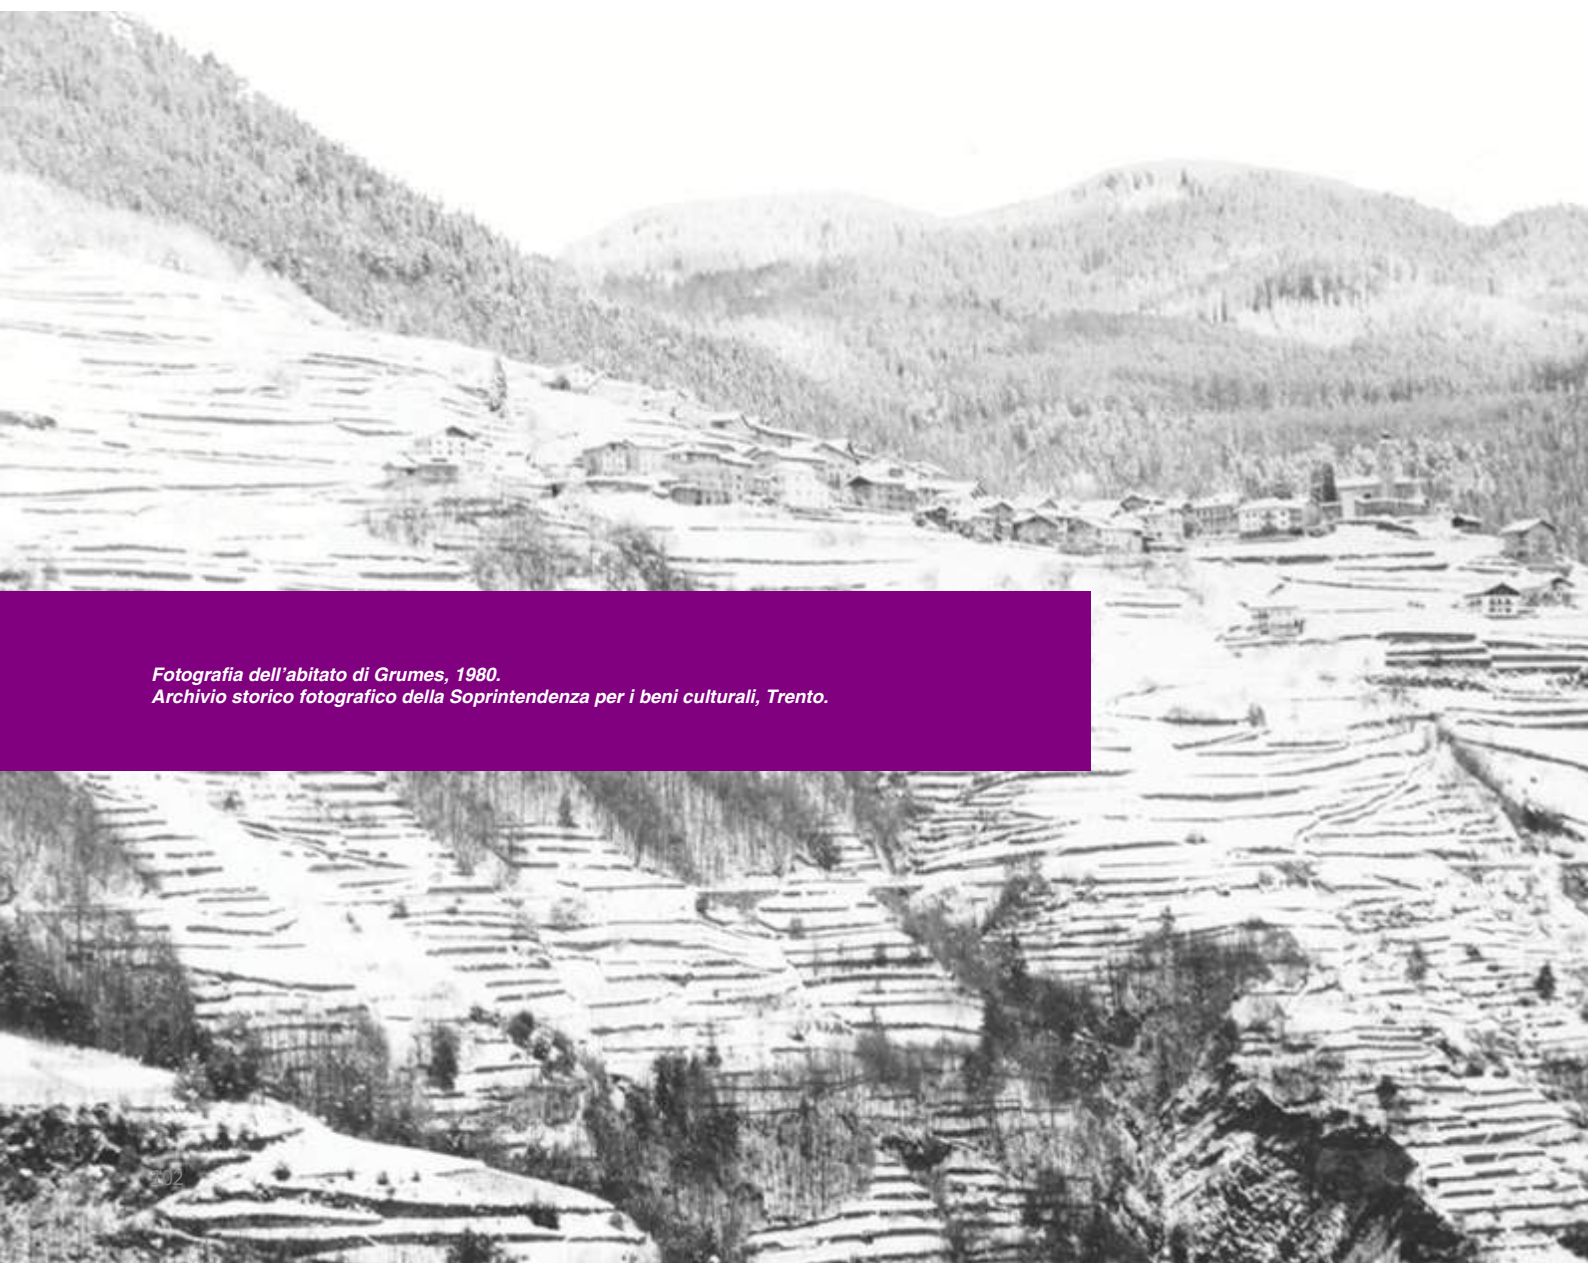 Fotografia dell’abitato di Grumes, 1980.
Archivio storico fotografico della Soprintendenza per i beni culturali, Trento.